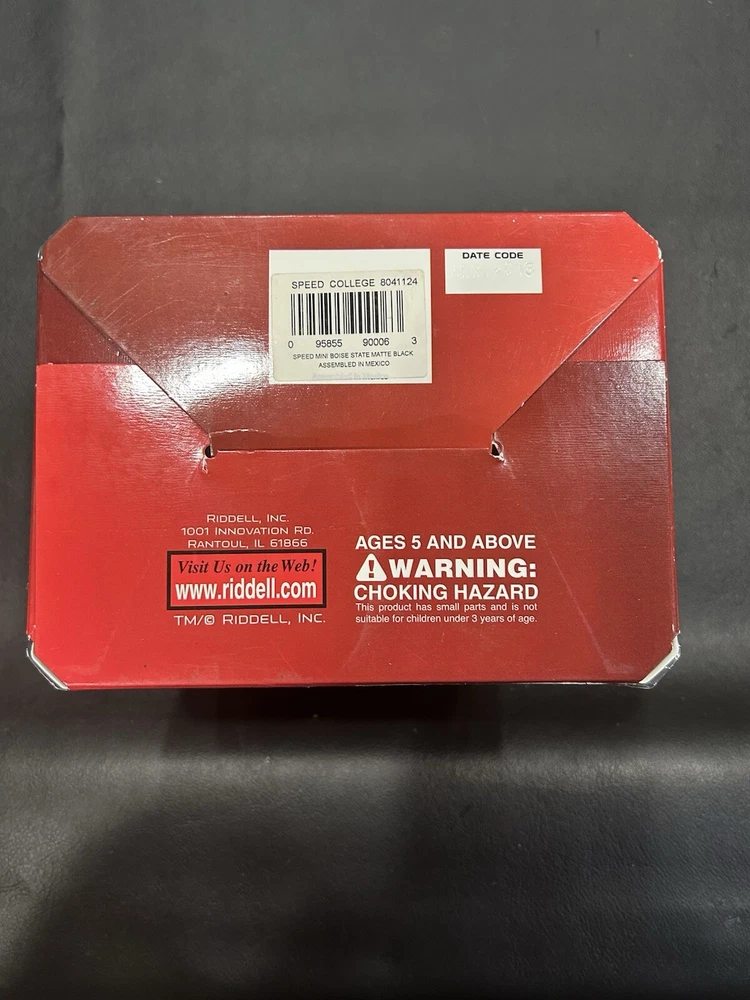 SPEED COLLEGE 8041124
0 95855 90006 3
SPEED MINI BOISE STATE MATTE BLACK
ASSEMBLED IN MEXICO
DATE CODE
RIDDELL, INC.
1001 INNOVATION RD.
RANTOUL, IL 61866
Visit Us on the Web!
www.riddell.com
TM/© RIDDELL, INC.
AGES 5 AND ABOVE
WARNING:
CHOKING HAZARD
This product has small parts and is not
suitable for children under 3 years of age.